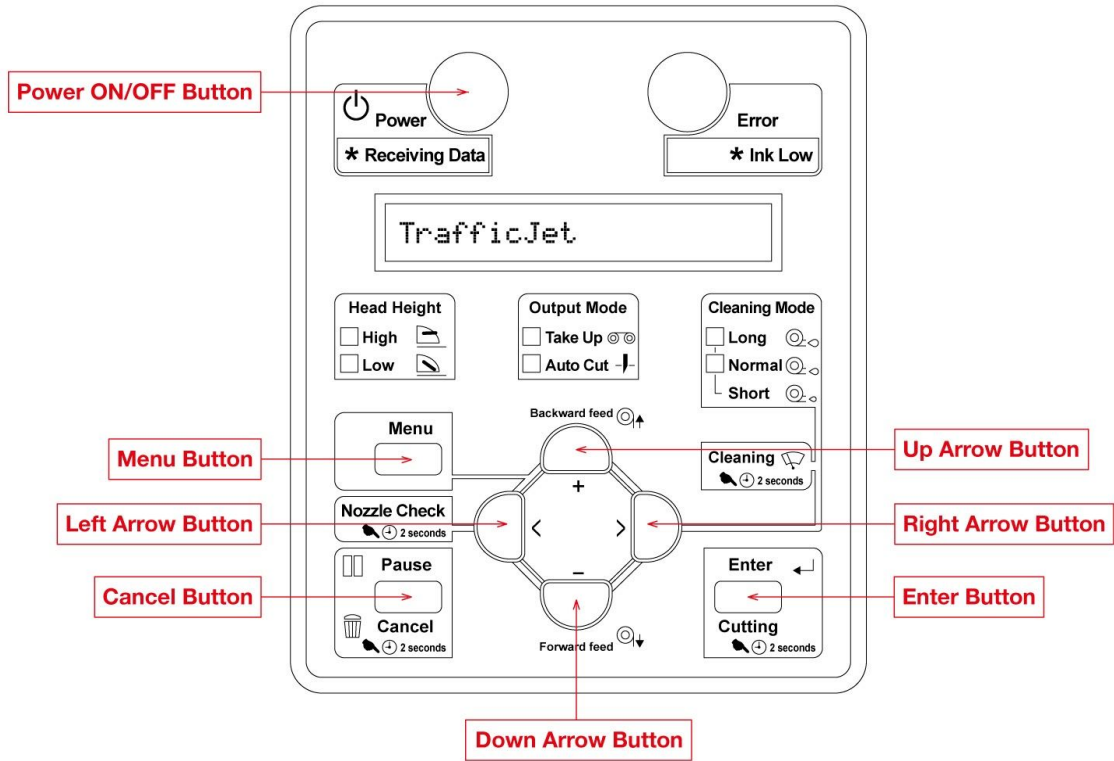 Power ON/OFF Button
Power
* Receiving Data
Error
* Ink Low
TrafficJet
Head Height
High
Low
Output Mode
Take Up
Auto Cut
Cleaning Mode
Long
Normal
Short
Backward feed
Menu
Menu Button
+
Up Arrow Button
Cleaning
2 seconds
Nozzle Check
2 seconds
Left Arrow Button
<
>
Right Arrow Button
Pause
Cancel Button
Cancel
2 seconds
−
Forward feed
Enter
Enter Button
Cutting
2 seconds
Down Arrow Button